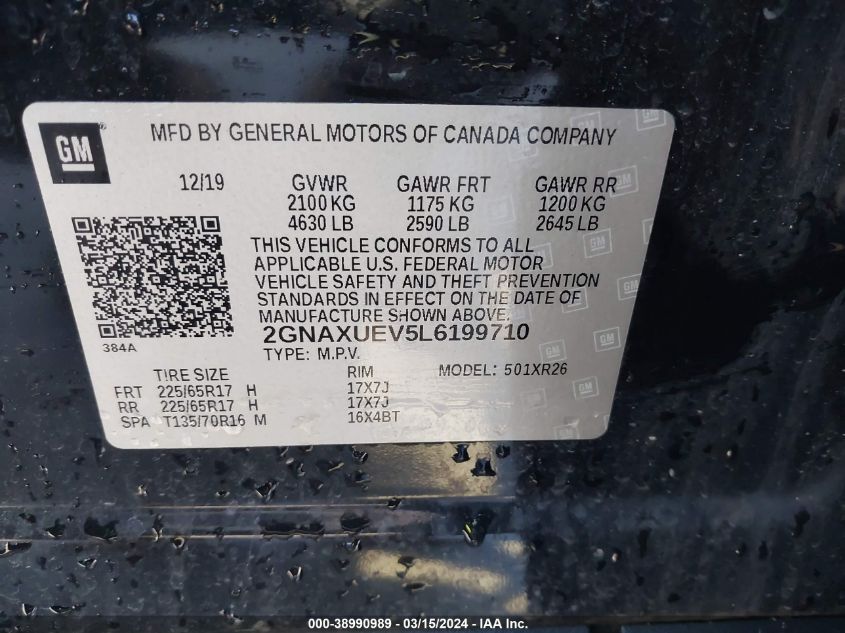 GM
MFD BY GENERAL MOTORS OF CANADA COMPANY
12/19 GVWR GAWR FRT GAWR RR
2100 KG 1175 KG 1200 KG
4630 LB 2590 LB 2645 LB
THIS VEHICLE CONFORMS TO ALL
APPLICABLE U.S. FEDERAL MOTOR
VEHICLE SAFETY AND THEFT PREVENTION
STANDARDS IN EFFECT ON THE DATE OF
MANUFACTURE SHOWN ABOVE.
2GNAXUEV5L6199710
384A
TYPE: M.P.V. MODEL: 501XR26
TIRE SIZE RIM
FRT 225/65R17 H 17X7J
RR 225/65R17 H 17X7J
SPA T135/70R16 M 16X4BT
000-38990989 - 03/15/2024 - IAA Inc.